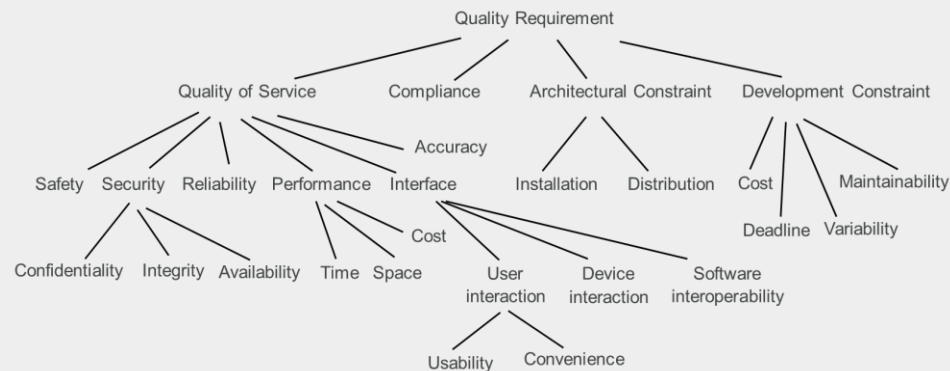 Quality Requirement
Quality of Service
Compliance
Architectural Constraint
Development Constraint
Accuracy
Safety
Security
Reliability
Performance
Interface
Installation
Distribution
Cost
Maintainability
Deadline
Variability
Cost
Confidentiality
Integrity
Availability
Time
Space
User
interaction
Device
interaction
Software
interoperability
Usability
Convenience